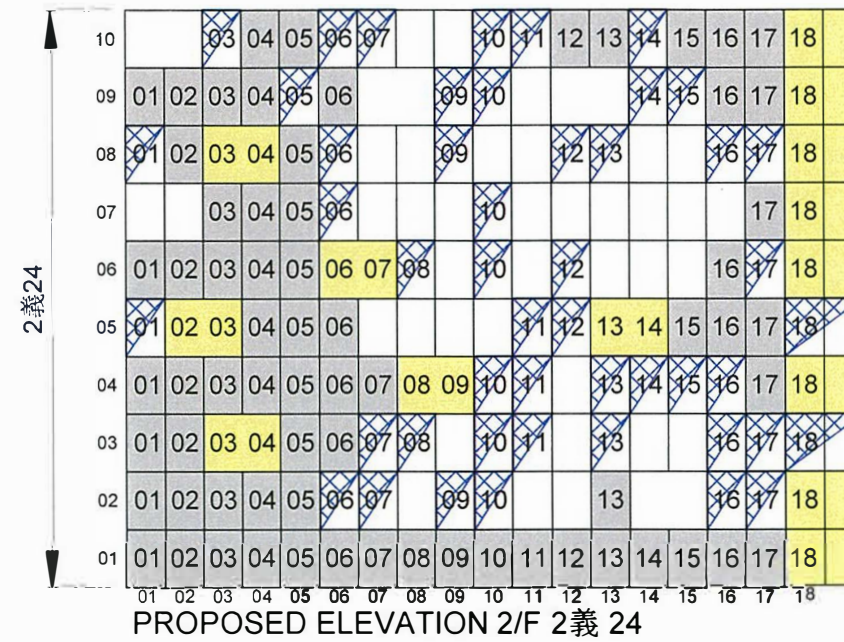 10 03 04 05 06 07 10 11 12 13 14 15 16 17 18
09 01 02 03 04 05 06 09 10 14 15 16 17 18
08 01 02 03 04 05 06 09 12 13 16 17 18
07 03 04 05 06 10 17 18
2義24
06 01 02 03 04 05 06 07 08 10 12 16 17 18
05 01 02 03 04 05 06 11 12 13 14 15 16 17 18
04 01 02 03 04 05 06 07 08 09 10 11 13 14 15 16 17 18
03 01 02 03 04 05 06 07 08 10 11 13 16 17 18
02 01 02 03 04 05 06 07 09 10 13 16 17 18
01 01 02 03 04 05 06 07 08 09 10 11 12 13 14 15 16 17 18
01 02 03 04 05 06 07 08 09 10 11 12 13 14 15 16 17 18
PROPOSED ELEVATION 2/F 2義 24